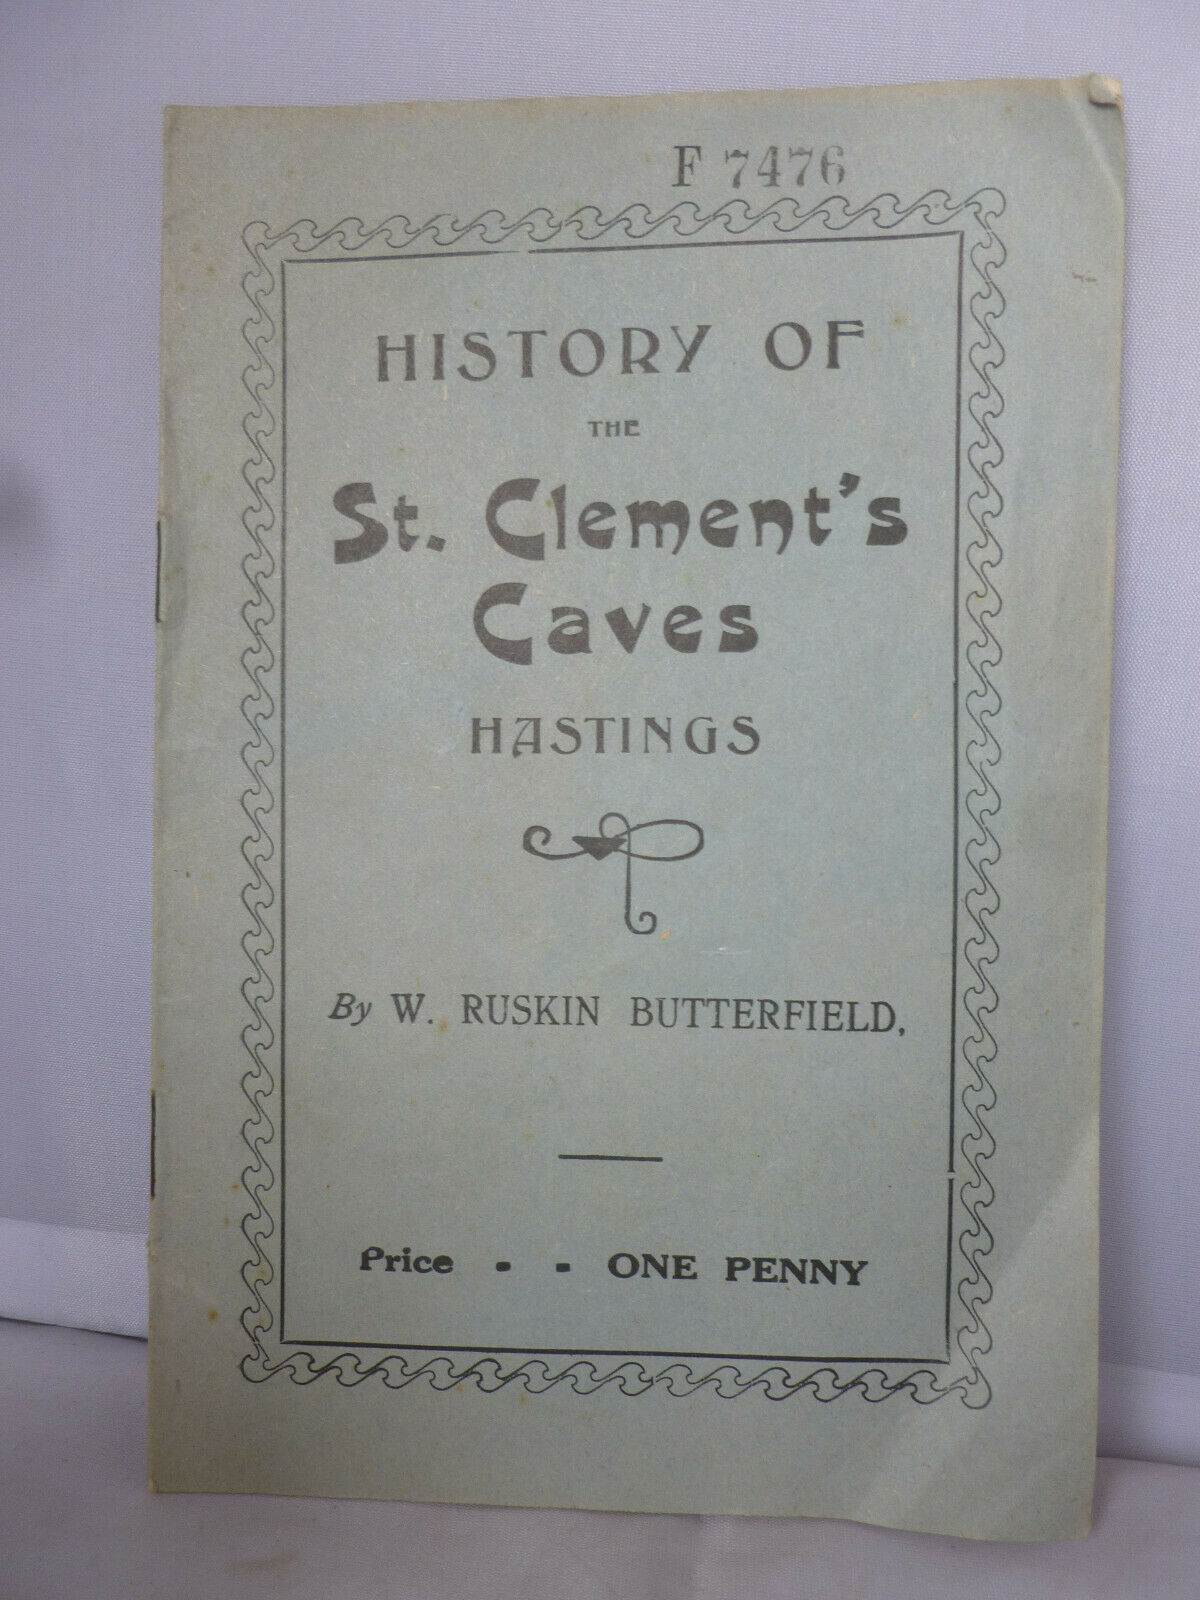 F 7476
HISTORY OF
THE
St. Clement's
Caves
HASTINGS
By W. RUSKIN BUTTERFIELD,
Price - - ONE PENNY